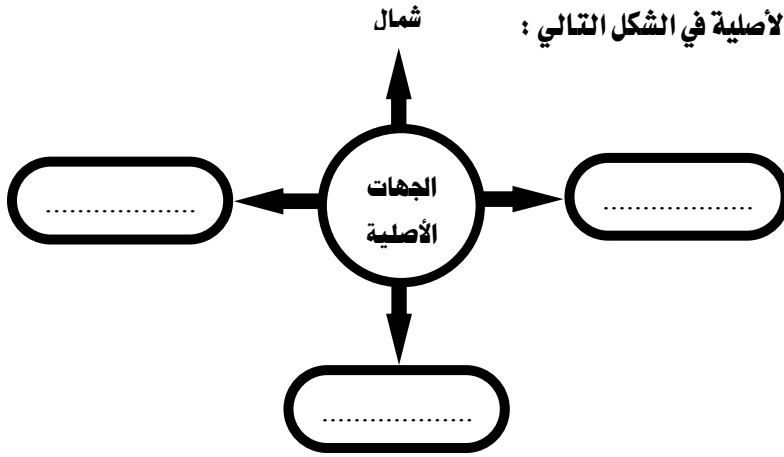 لأصلية في الشكل التالي :
شمال
الجهات
الأصلية
..................
..................
..................